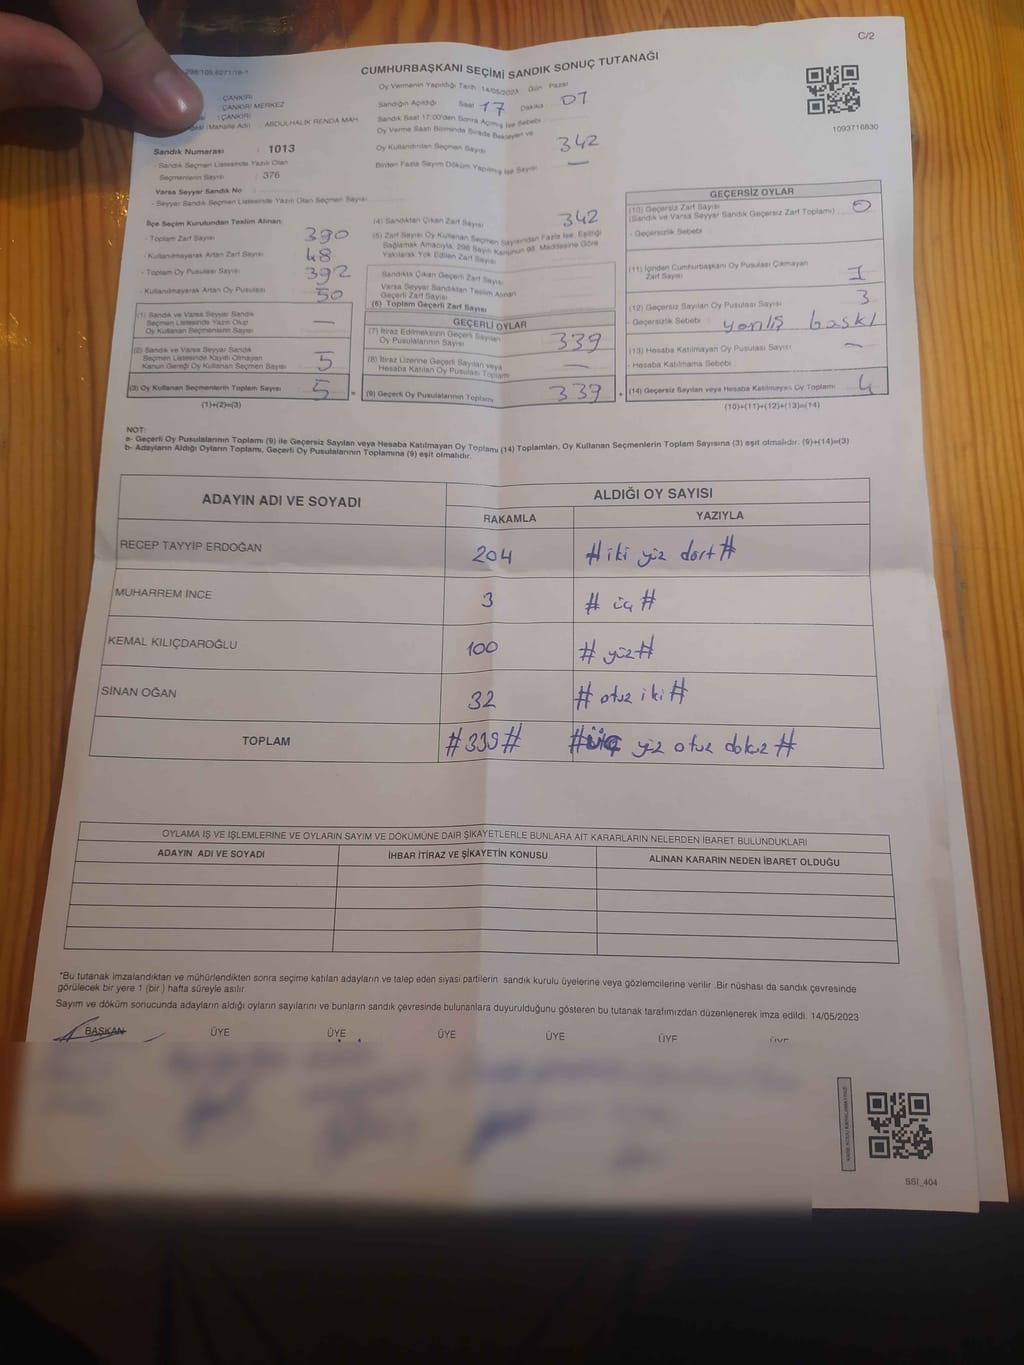 C/2
298/105,6271/18-1
CUMHURBAŞKANI SEÇİMİ SANDIK SONUÇ TUTANAĞI
: ÇANKIRI
: ÇANKIRI MERKEZ
: ÇANKIRI
(Mahalle Adı) : ABDULHALİK RENDA MAH.
Sandık Numarası : 1013
- Sandık Seçmen Listesinde Yazılı Olan
Seçmenlerin Sayısı : 376
Varsa Seyyar Sandık No
- Seyyar Sandık Seçmen Listesinde Yazılı Olan Seçmen Sayısı
Oy Vermenin Yapıldığı Tarih : 14/05/2023 Gün Pazar
Sandığın Açıldığı Saat 17 Dakika 07
Sandık Saat 17:00'den Sonra Açılmış İse Sebebi
Oy Verme Saati Bitiminde Sırada Bekleyen ve
Oy Kullandırılan Seçmen Sayısı 342
Birden Fazla Sayım Döküm Yapılmış İse Sayısı —
1093716830
İlçe Seçim Kurulundan Teslim Alınan:
- Toplam Zarf Sayısı 390
- Kullanılmayarak Artan Zarf Sayısı 48
- Toplam Oy Pusulası Sayısı 392
- Kullanılmayarak Artan Oy Pusulası 50
(1) Sandık ve Varsa Seyyar Sandık
Seçmen Listesinde Yazılı Olup
Oy Kullanan Seçmenlerin Sayısı —
(2) Sandık ve Varsa Seyyar Sandık
Seçmen Listesinde Kayıtlı Olmayan
Kanun Gereği Oy Kullanan Seçmen Sayısı 5
(3) Oy Kullanan Seçmenlerin Toplam Sayısı 5 =
(1)+(2)=(3)
(4) Sandıktan Çıkan Zarf Sayısı 342
(5) Zarf Sayısı Oy Kullanan Seçmen Sayısından Fazla İse, Eşitliği
Sağlamak Amacıyla, 298 Sayılı Kanunun 98. Maddesine Göre
Yakılarak Yok Edilen Zarf Sayısı
Sandıkta Çıkan Geçerli Zarf Sayısı
Varsa Seyyar Sandıktan Teslim Alınan
Geçerli Zarf Sayısı
(6) Toplam Geçerli Zarf Sayısı
GEÇERLİ OYLAR
(7) İtiraz Edilmeksizin Geçerli Sayılan
Oy Pusulalarının Sayısı 339
(8) İtiraz Üzerine Geçerli Sayılan ve
Hesaba Katılan Oy Pusulası Toplamı —
(9) Geçerli Oy Pusulalarının Toplamı 339 +
GEÇERSİZ OYLAR
(10) Geçersiz Zarf Sayısı
(Sandık ve Varsa Seyyar Sandık Geçersiz Zarf Toplamı) 0
- Geçersizlik Sebebi
(11) İçinden Cumhurbaşkanı Oy Pusulası Çıkmayan
Zarf Sayısı 1
(12) Geçersiz Sayılan Oy Pusulası Sayısı 3
- Geçersizlik Sebebi yanlış baskı
(13) Hesaba Katılmayan Oy Pusulası Sayısı —
- Hesaba Katılmama Sebebi
(14) Geçersiz Sayılan veya Hesaba Katılmayan Oy Toplamı 4
(10)+(11)+(12)+(13)=(14)
NOT:
a- Geçerli Oy Pusulalarının Toplamı (9) ile Geçersiz Sayılan veya Hesaba Katılmayan Oy Toplamı (14) Toplamları, Oy Kullanan Seçmenlerin Toplam Sayısına (3) eşit olmalıdır. (9)+(14)=(3)
b- Adayların Aldığı Oyların Toplamı, Geçerli Oy Pusulalarının Toplamına (9) eşit olmalıdır.
ADAYIN ADI VE SOYADI
ALDIĞI OY SAYISI
RAKAMLA YAZIYLA
RECEP TAYYİP ERDOĞAN 204 # iki yüz dört #
MUHARREM İNCE 3 # üç #
KEMAL KILIÇDAROĞLU 100 # yüz #
SİNAN OĞAN 32 # otuz iki #
TOPLAM #339# # üç yüz otuz dokuz #
OYLAMA İŞ VE İŞLEMLERİNE VE OYLARIN SAYIM VE DÖKÜMÜNE DAİR ŞİKAYETLERLE BUNLARA AİT KARARLARIN NELERDEN İBARET BULUNDUKLARI
ADAYIN ADI VE SOYADI İHBAR İTİRAZ VE ŞİKAYETİN KONUSU ALINAN KARARIN NEDEN İBARET OLDUĞU
*Bu tutanak imzalandıktan ve mühürlendikten sonra seçime katılan adayların ve talep eden siyasi partilerin sandık kurulu üyelerine veya gözlemcilerine verilir .Bir nüshası da sandık çevresinde
görülecek bir yere 1 (bir ) hafta süreyle asılır.
Sayım ve döküm sonucunda adayların aldığı oyların sayılarını ve bunların sandık çevresinde bulunanlara duyurulduğunu gösteren bu tutanak tarafımızdan düzenlenerek imza edildi. 14/05/2023
BAŞKAN ÜYE ÜYE ÜYE ÜYE ÜYE ÜYE
SSI_404